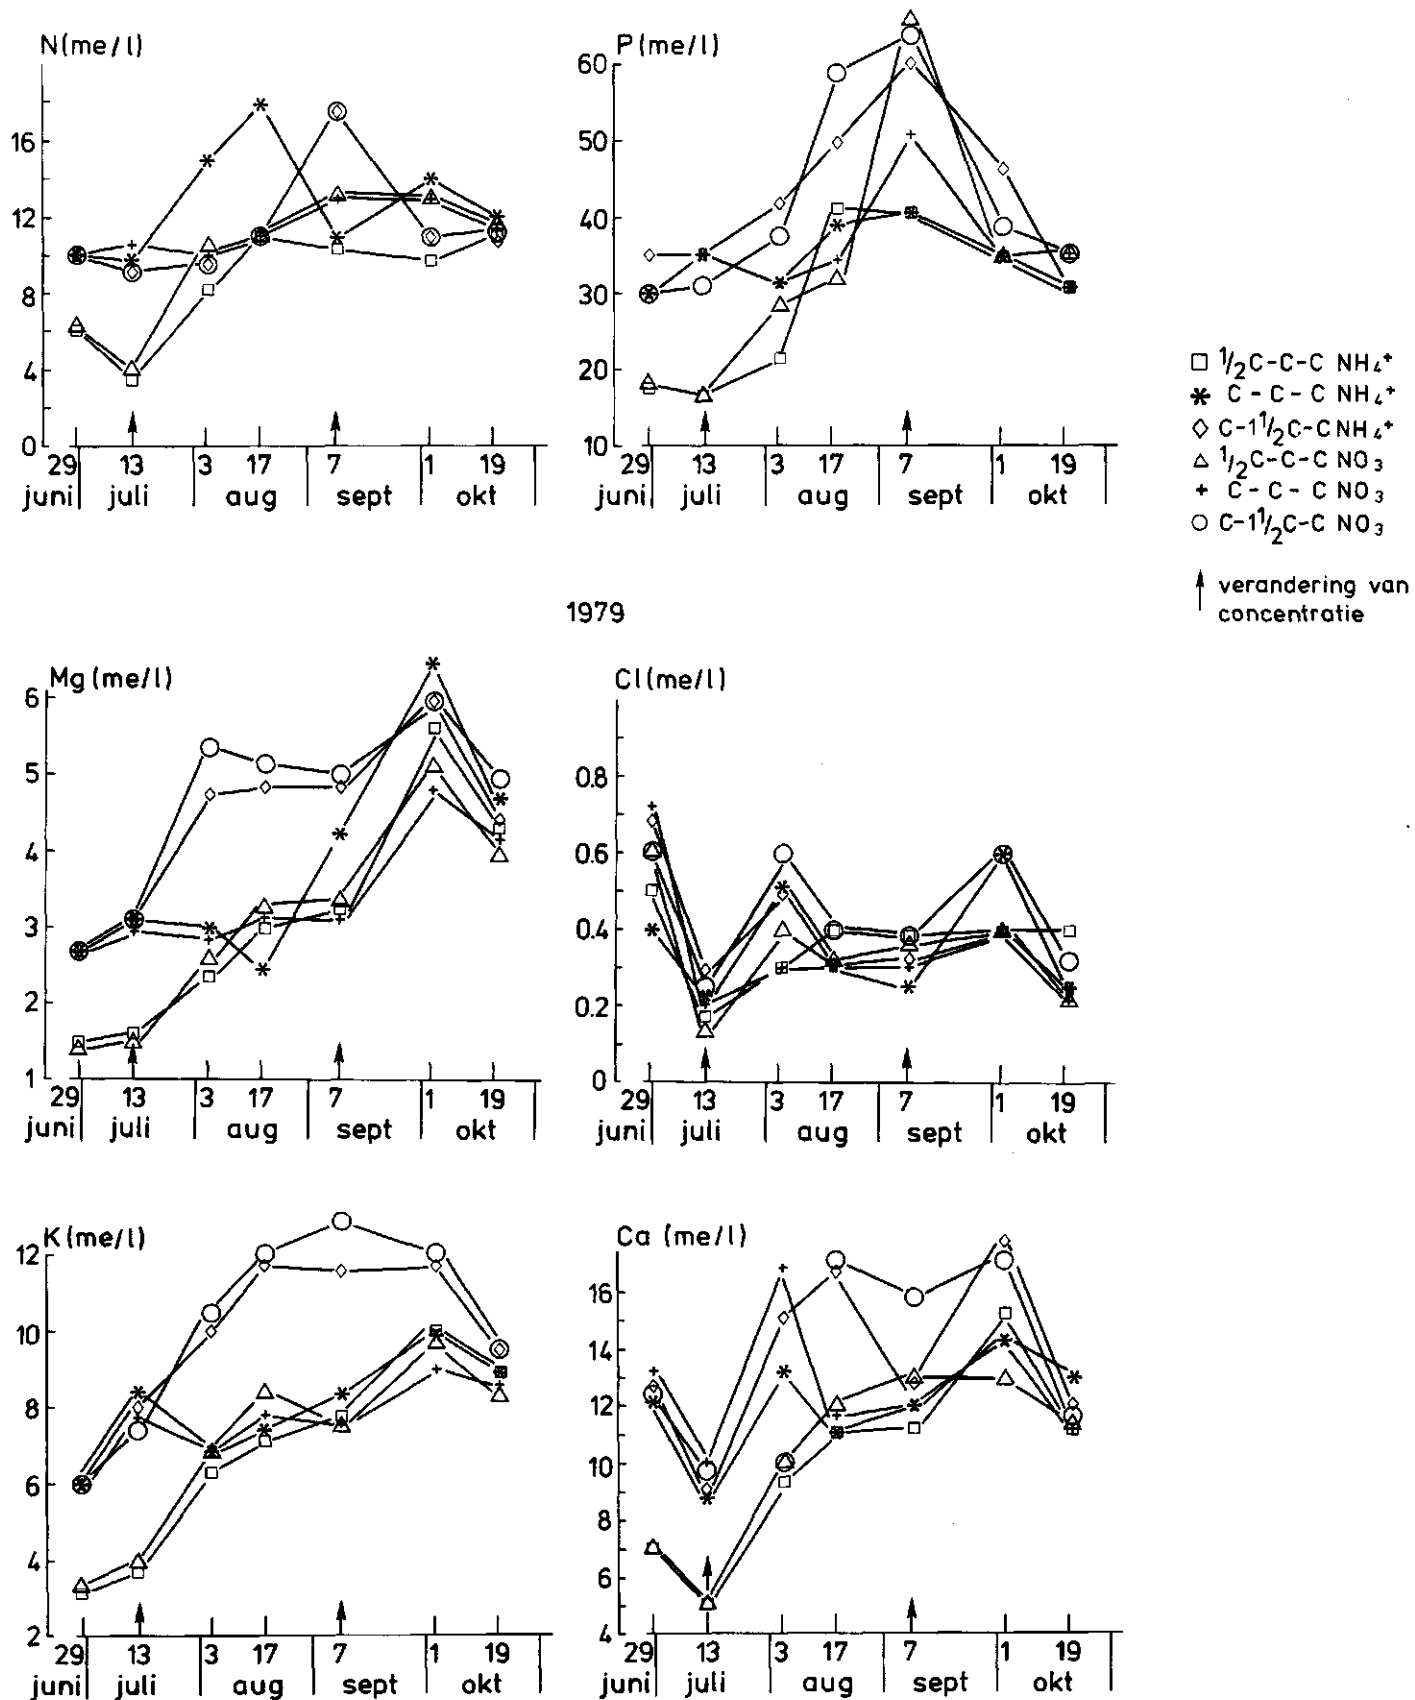 N(me/l)
16
12
8
4
0
29 13 3 17 7 1 19
juni juli aug sept okt
P(me/l)
60
50
40
30
20
10
29 13 3 17 7 1 19
juni juli aug sept okt
□ 1/2C-C-C NH₄⁺
✱ C-C-C NH₄⁺
◇ C-1 1/2C-C NH₄⁺
△ 1/2C-C-C NO₃
+ C-C-C NO₃
○ C-1 1/2C-C NO₃
↑ verandering van
concentratie
1979
Mg(me/l)
6
5
4
3
2
1
29 13 3 17 7 1 19
juni juli aug sept okt
Cl(me/l)
0.8
0.6
0.4
0.2
0
29 13 3 17 7 1 19
juni juli aug sept okt
K(me/l)
12
10
8
6
4
2
29 13 3 17 7 1 19
juni juli aug sept okt
Ca (me/l)
16
14
12
10
8
6
4
29 13 3 17 7 1 19
juni juli aug sept okt